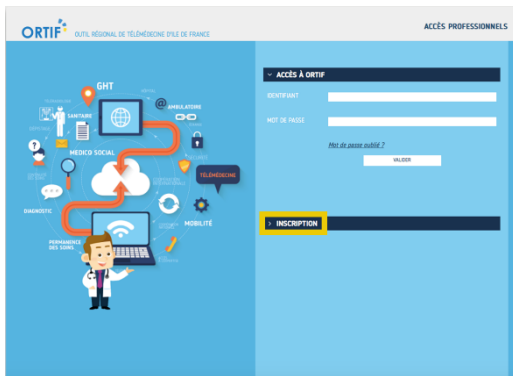 ORTIF
OUTIL RÉGIONAL DE TÉLÉMÉDECINE D'ILE DE FRANCE
ACCÈS PROFESSIONNELS
GHT
@ AMBULATOIRE
SANITAIRE
MÉDICO SOCIAL
TÉLÉMÉDECINE
DIAGNOSTIC
MOBILITÉ
PERMANENCE
DES SOINS
ACCÈS À ORTIF
IDENTIFIANT
MOT DE PASSE
Mot de passe oublié ?
VALIDER
> INSCRIPTION